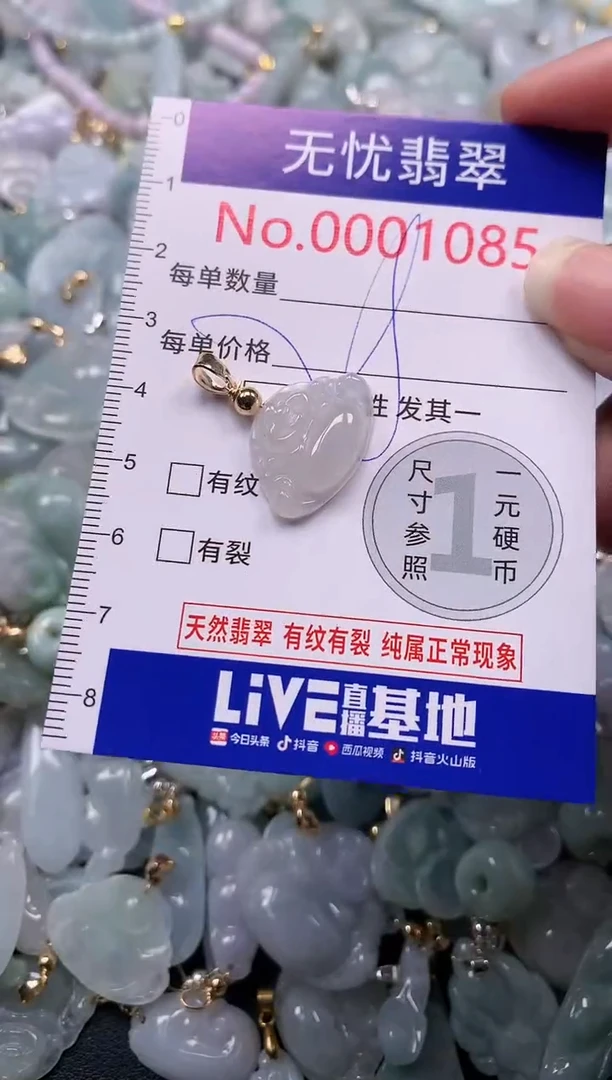 无忧翡翠
No.0001085
每单数量
每单价格
性 发其一
有纹
有裂
尺寸参照
1
一元硬币
天然翡翠 有纹有裂 纯属正常现象
LiVE直播基地
头条 今日头条 抖音 西瓜视频 抖音火山版
0
1
2
3
4
5
6
7
8